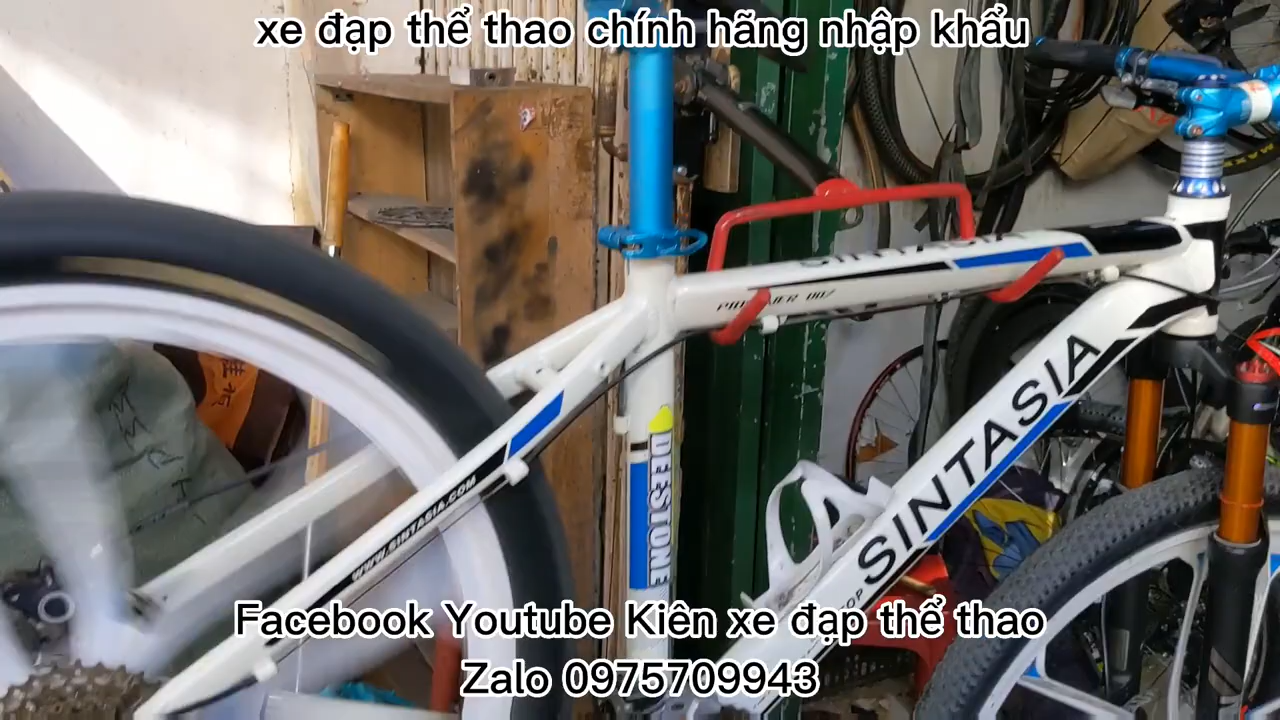 xe đạp thể thao chính hãng nhập khẩu
SINTASIA
SINTASIA
DEESTONE
WWW.SINTASIA.COM
Facebook Youtube Kiên xe đạp thể thao
Zalo 0975709943